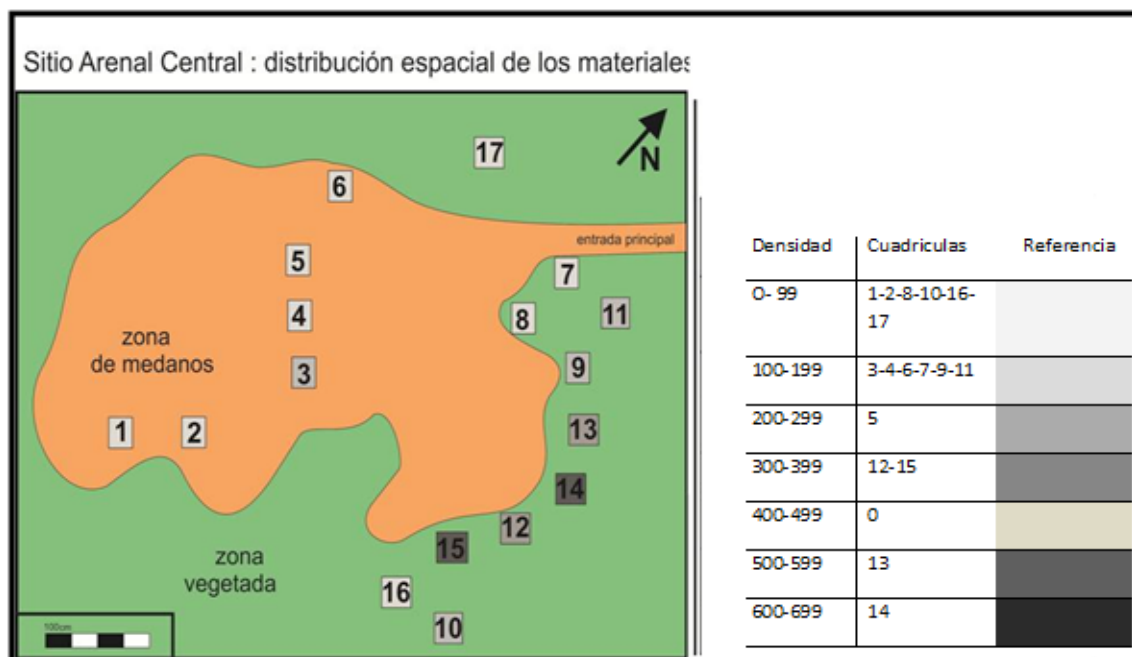 Sitio Arenal Central : distribución espacial de los materiales
17
N
6
entrada principal
5
7
4
8
11
zona
de medanos
3
9
1
2
13
14
12
15
zona
vegetada
16
10
100cm
Densidad Cuadriculas Referencia
0- 99 1-2-8-10-16-
17
100-199 3-4-6-7-9-11
200-299 5
300-399 12-15
400-499 0
500-599 13
600-699 14